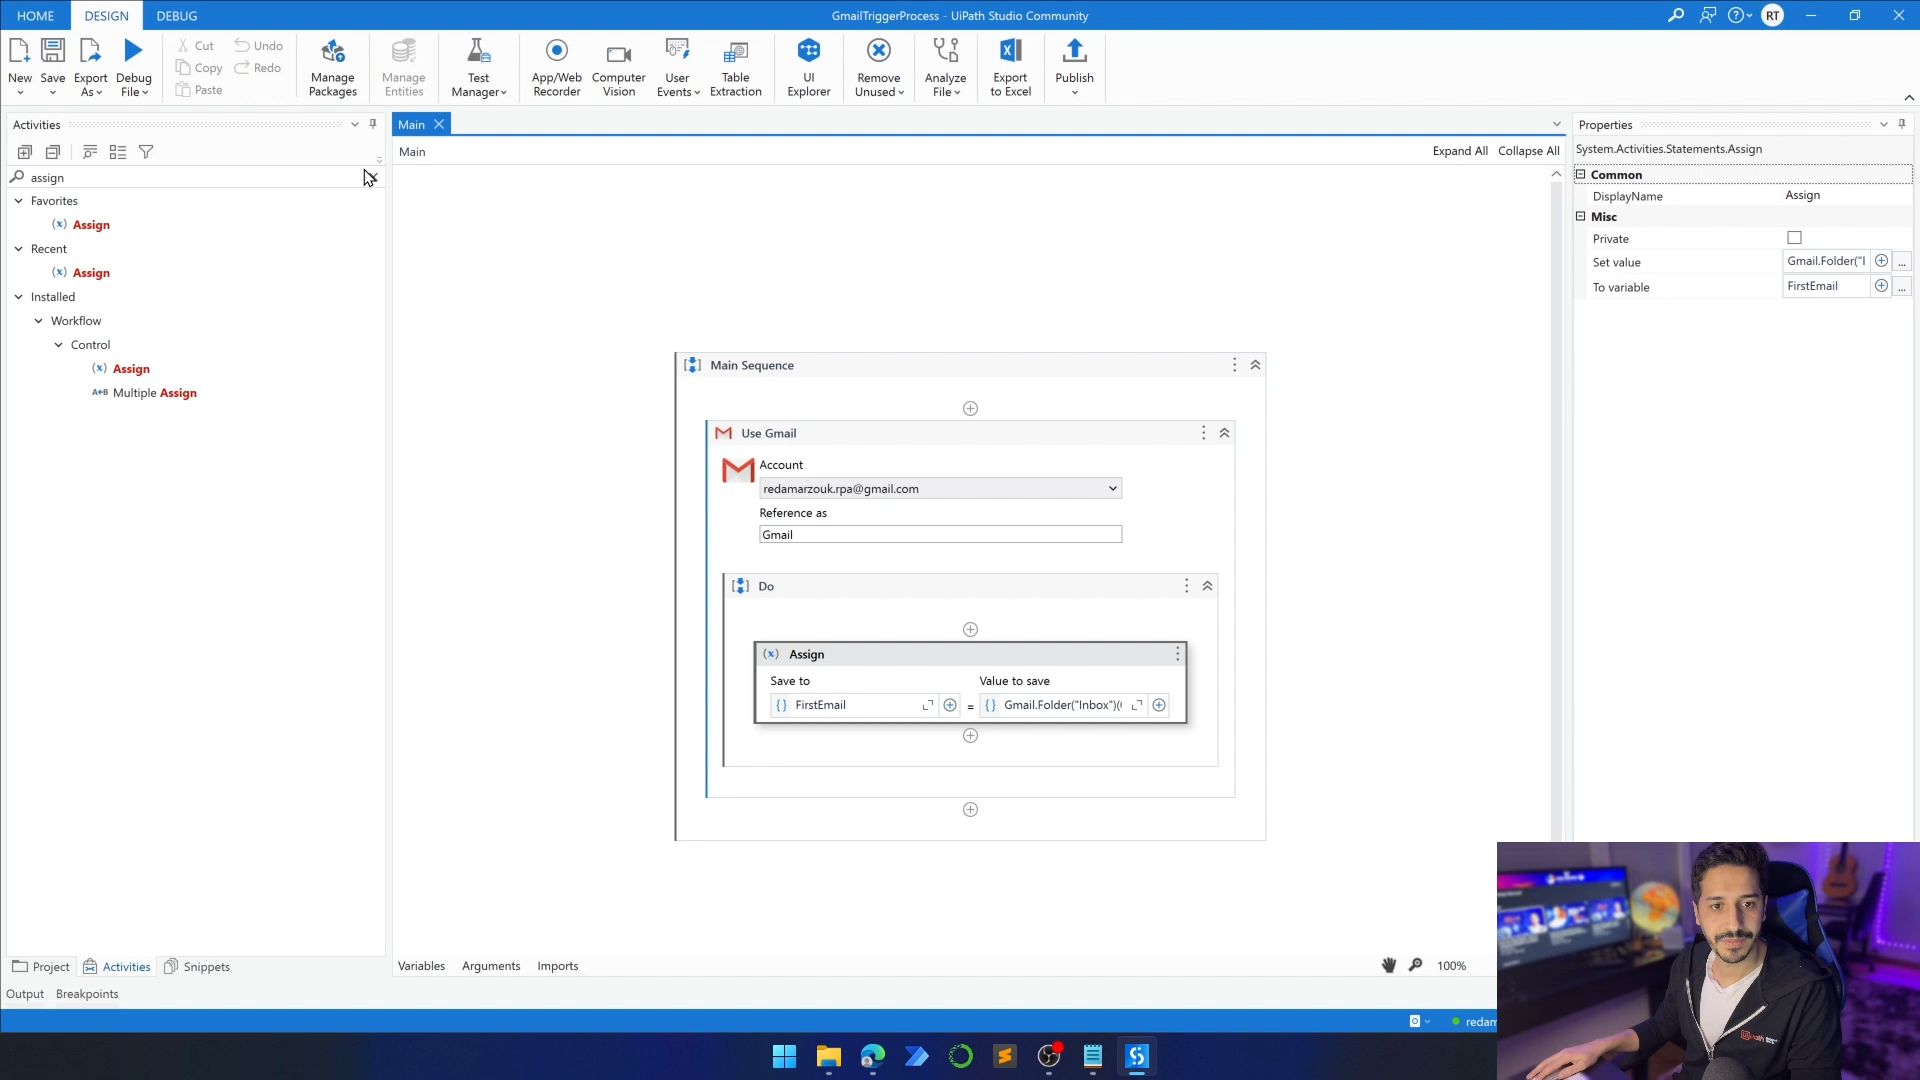 HOME DESIGN DEBUG
GmailTriggerProcess - UiPath Studio Community
RT
New Save Export As Debug File
Cut Undo
Copy Redo
Paste
Manage Packages
Manage Entities
Test Manager
App/Web Recorder
Computer Vision
User Events
Table Extraction
UI Explorer
Remove Unused
Analyze File
Export to Excel
Publish
Activities
assign
Favorites
(x) Assign
Recent
(x) Assign
Installed
Workflow
Control
(x) Assign
A+B Multiple Assign
Main
Main
Expand All Collapse All
Main Sequence
Use Gmail
Account
redamarzouk.rpa@gmail.com
Reference as
Gmail
Do
(x) Assign
Save to Value to save
{} FirstEmail = {} Gmail.Folder("Inbox")(
Properties
System.Activities.Statements.Assign
Common
DisplayName Assign
Misc
Private
Set value Gmail.Folder("I ...
To variable FirstEmail ...
Project Activities Snippets
Variables Arguments Imports
100%
Output Breakpoints
redam